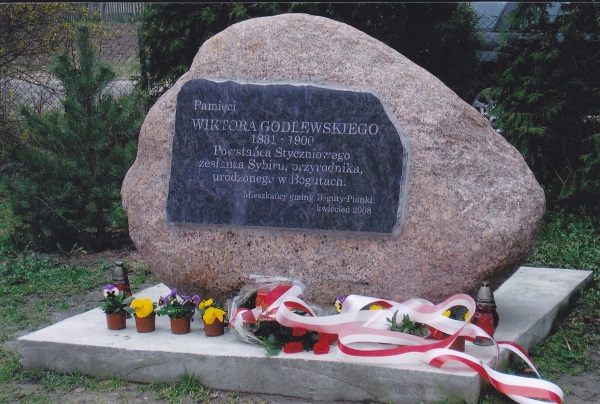 Pamięci
WIKTORA GODLEWSKIEGO
1831 - 1900
Powstańca Styczniowego
zesłańca Sybiru, przyrodnika,
urodzonego w Bogutach.
Mieszkańcy gminy Boguty-Pianki
kwiecień 2008